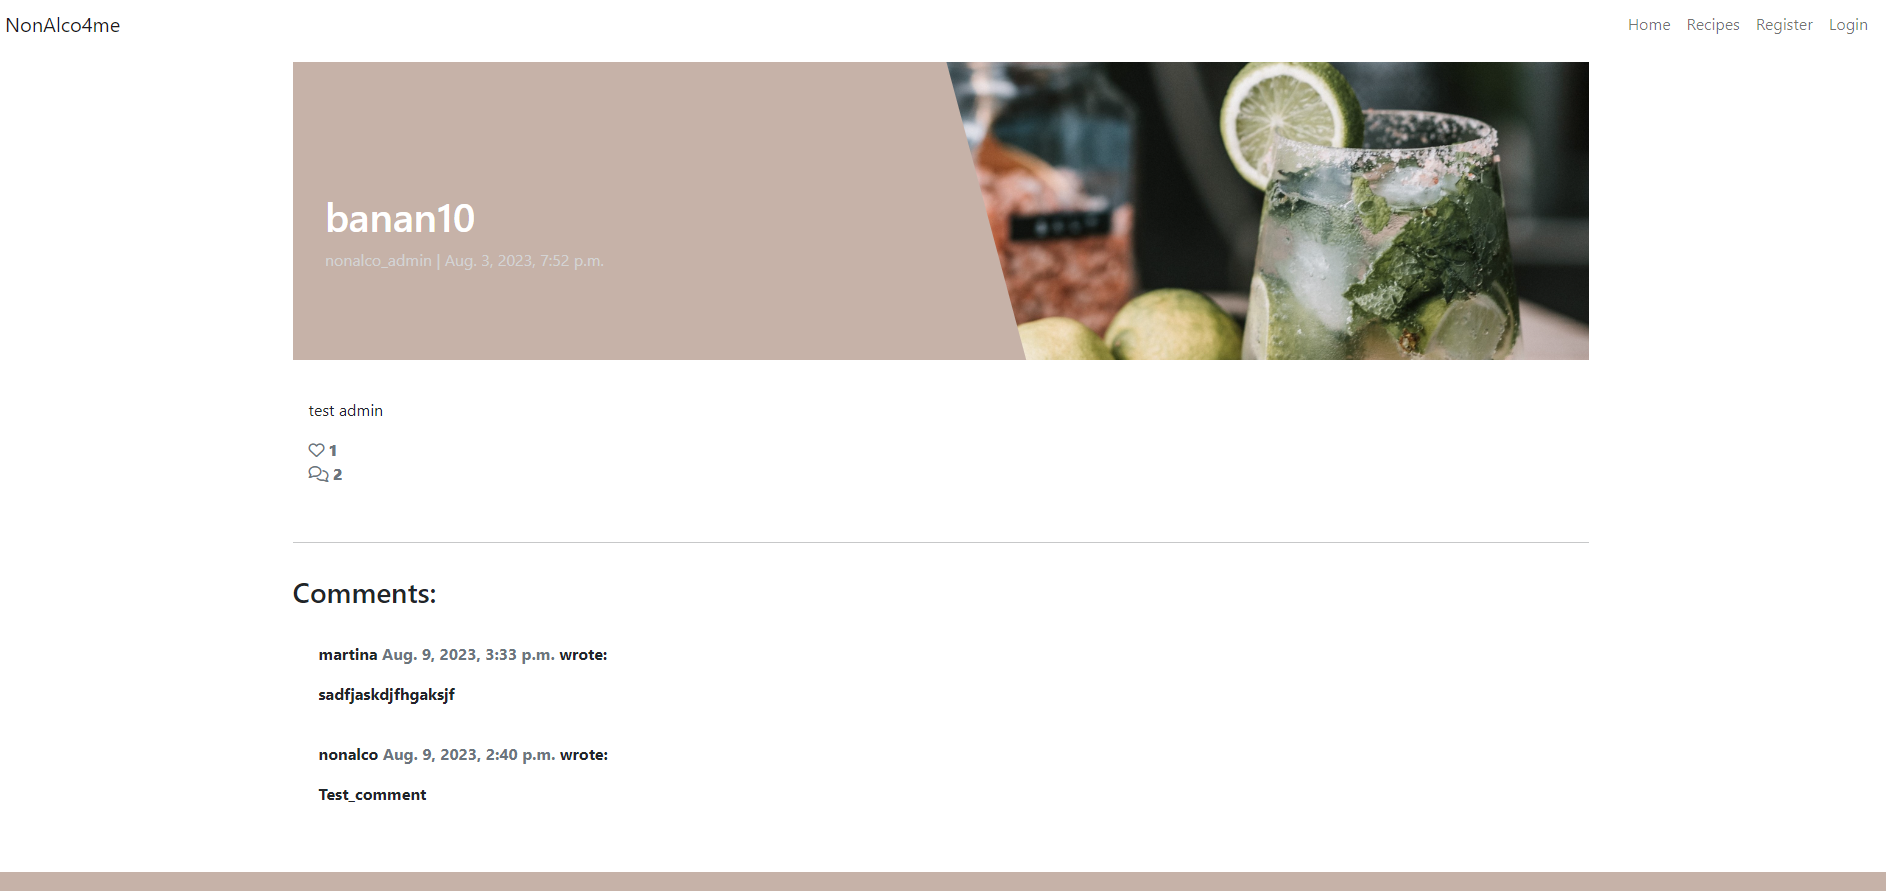 NonAlco4me
Home Recipes Register Login
banan10
nonalco_admin | Aug. 3, 2023, 7:52 p.m.
test admin
1
2
Comments:
martina Aug. 9, 2023, 3:33 p.m. wrote:
sadfjaskdjfhgaksjf
nonalco Aug. 9, 2023, 2:40 p.m. wrote:
Test_comment